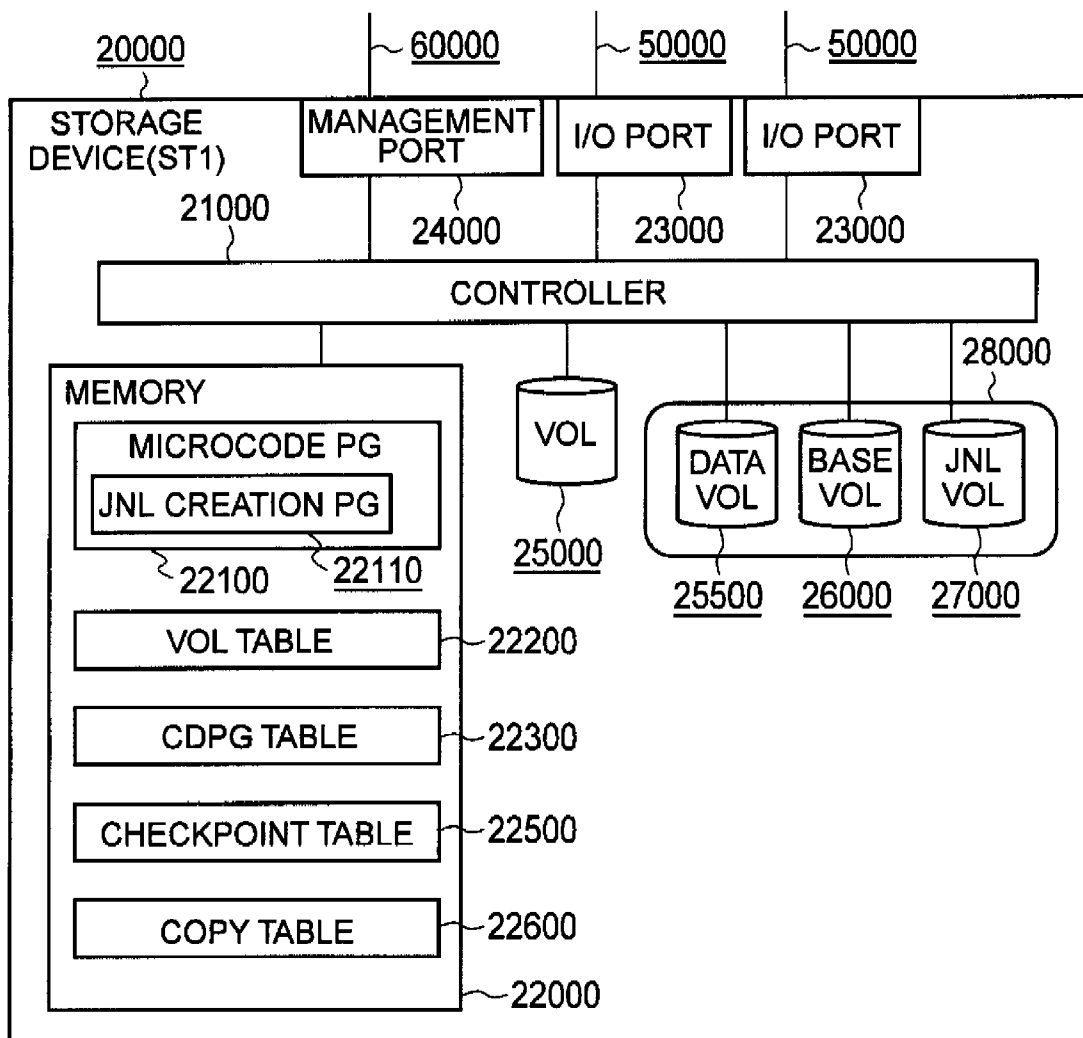 20000
60000
50000
50000
STORAGE
DEVICE(ST1)
MANAGEMENT
PORT
I/O PORT
I/O PORT
21000
24000
23000
23000
CONTROLLER
28000
MEMORY
MICROCODE PG
JNL CREATION PG
22100
22110
VOL
25000
DATA
VOL
BASE
VOL
JNL
VOL
25500
26000
27000
VOL TABLE
22200
CDPG TABLE
22300
CHECKPOINT TABLE
22500
COPY TABLE
22600
22000